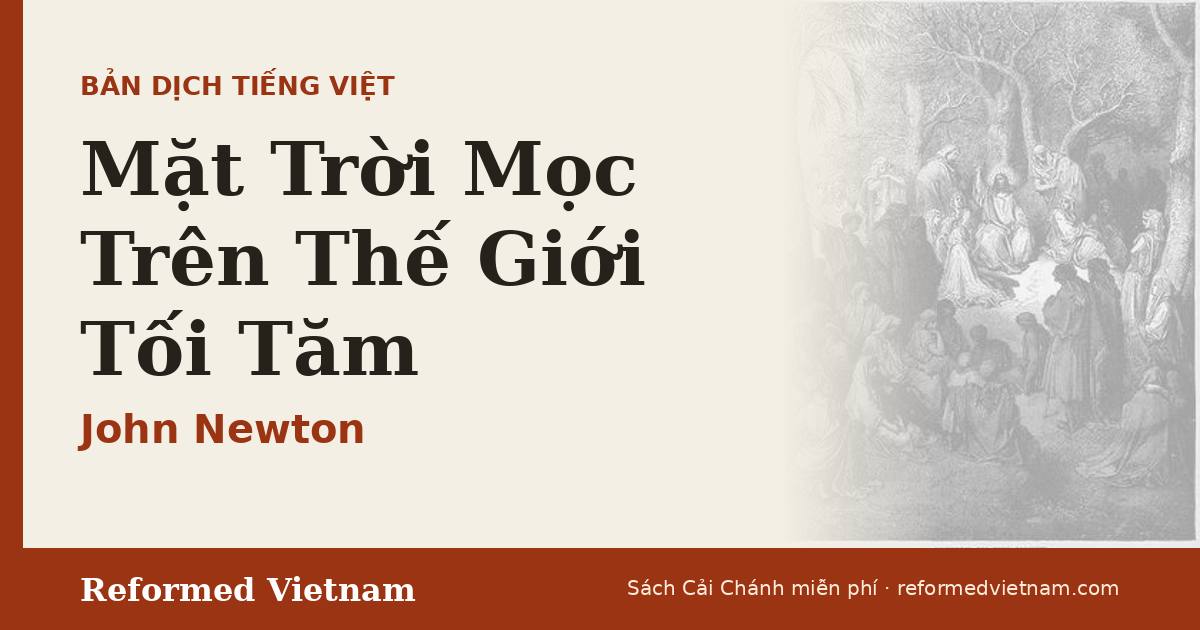 BẢN DỊCH TIẾNG VIỆT
Mặt Trời Mọc
Trên Thế Giới
Tối Tăm
John Newton
Reformed Vietnam
Sách Cải Chánh miễn phí · reformedvietnam.com